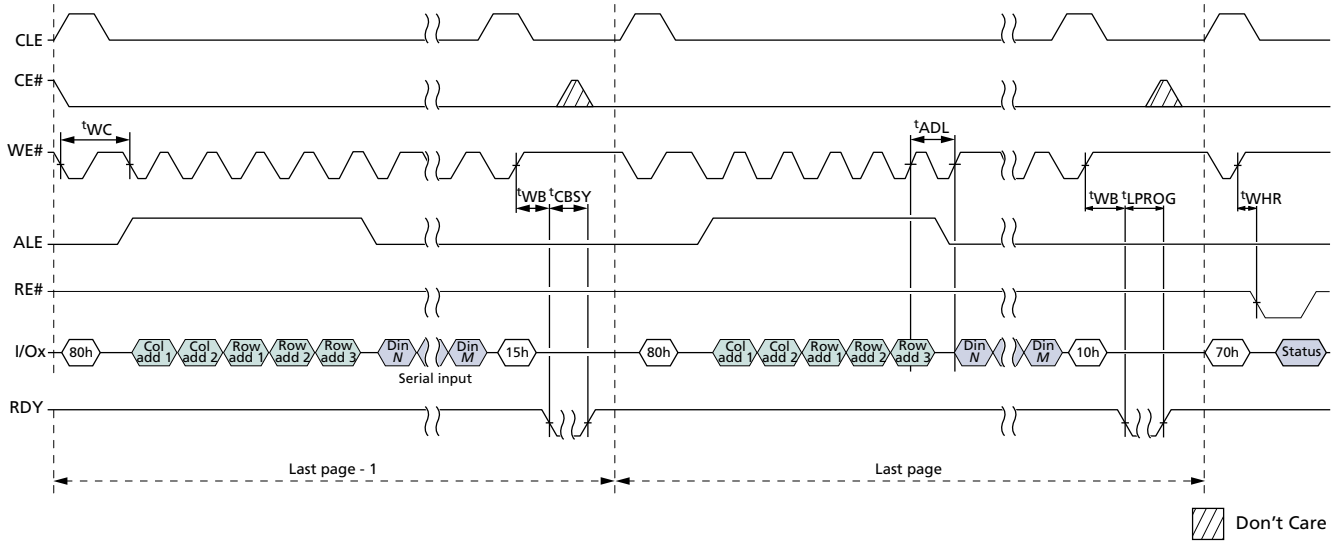 CLE
CE#
tWC
tADL
WE#
tWB tCBSY
tWB tLPROG
tWHR
ALE
RE#
I/Ox
80h
Col add 1
Col add 2
Row add 1
Row add 2
Row add 3
Din N
Din M
15h
80h
Col add 1
Col add 2
Row add 1
Row add 2
Row add 3
Din N
Din M
10h
70h
Status
Serial input
RDY
Last page - 1
Last page
Don't Care